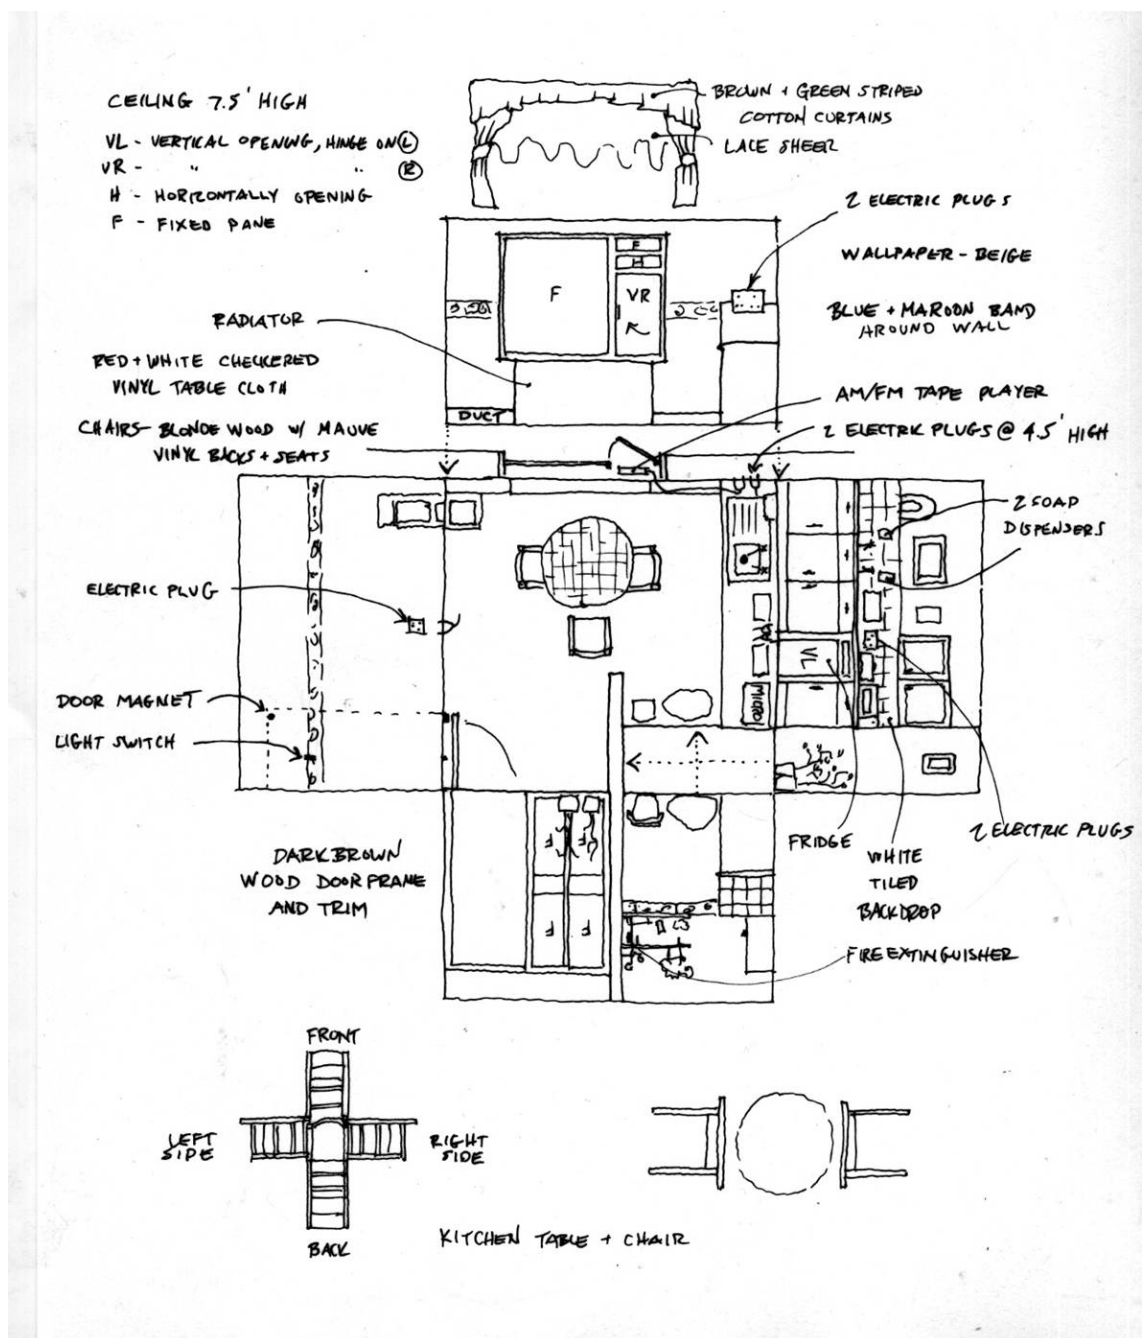 CEILING 7.5' HIGH
VL - VERTICAL OPENING, HINGE ON L
VR - " " R
H - HORIZONTALLY OPENING
F - FIXED PANE
BROWN + GREEN STRIPED
COTTON CURTAINS
LACE SHEER
2 ELECTRIC PLUGS
WALLPAPER - BEIGE
BLUE + MAROON BAND
AROUND WALL
F
F
H
VR
RADIATOR
RED + WHITE CHECKERED
VINYL TABLE CLOTH
DUCT
CHAIRS - BLONDE WOOD W/ MAUVE
VINYL BACKS + SEATS
AM/FM TAPE PLAYER
2 ELECTRIC PLUGS @ 4.5' HIGH
2 SOAP
DISPENSERS
ELECTRIC PLUG
VL
MICRO
DOOR MAGNET
LIGHT SWITCH
F
F
F
F
DARK BROWN
WOOD DOOR FRAME
AND TRIM
FRIDGE
WHITE
TILED
BACKDROP
2 ELECTRIC PLUGS
FIRE EXTINGUISHER
FRONT
LEFT
SIDE
RIGHT
SIDE
BACK
KITCHEN TABLE + CHAIR